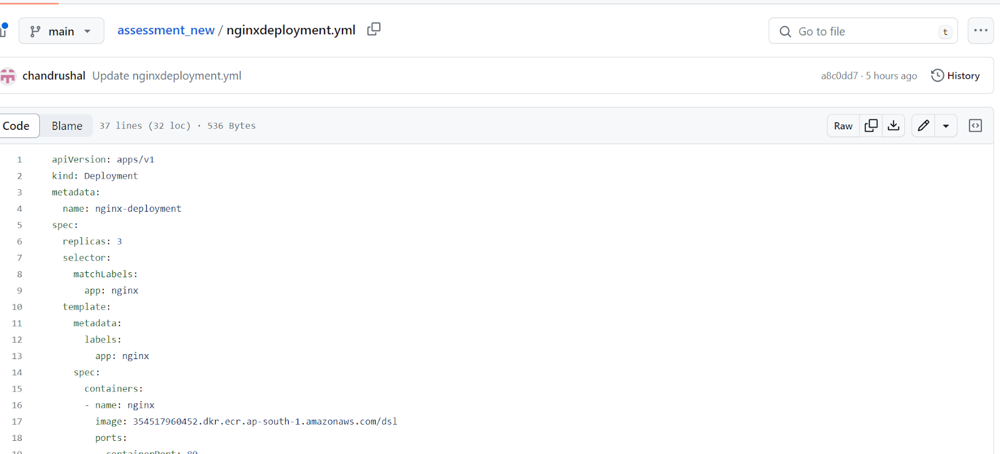 main
assessment_new / nginxdeployment.yml
Go to file
t
chandrushal Update nginxdeployment.yml
a8c0dd7 · 5 hours ago
History
Code
Blame
37 lines (32 loc) · 536 Bytes
Raw
1 apiVersion: apps/v1
2 kind: Deployment
3 metadata:
4   name: nginx-deployment
5 spec:
6   replicas: 3
7   selector:
8     matchLabels:
9       app: nginx
10   template:
11     metadata:
12       labels:
13         app: nginx
14     spec:
15       containers:
16       - name: nginx
17         image: 354517960452.dkr.ecr.ap-south-1.amazonaws.com/dsl
18         ports:
19         - containerPort: 80